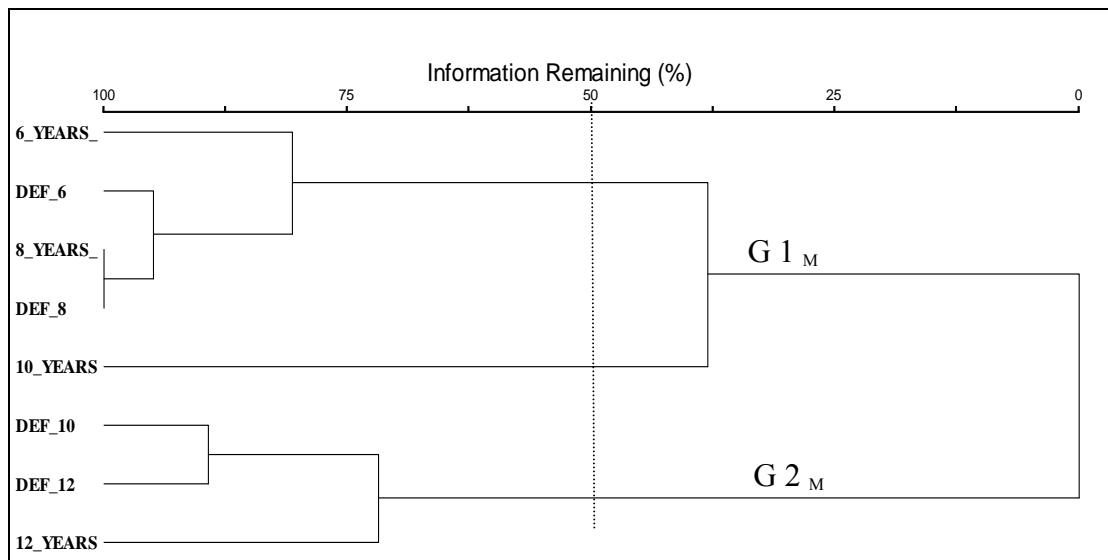 Information Remaining (%)
100 75 50 25 0
6_YEARS_
DEF_6
8_YEARS_
G 1 M
DEF_8
10_YEARS
DEF_10
G 2 M
DEF_12
12_YEARS